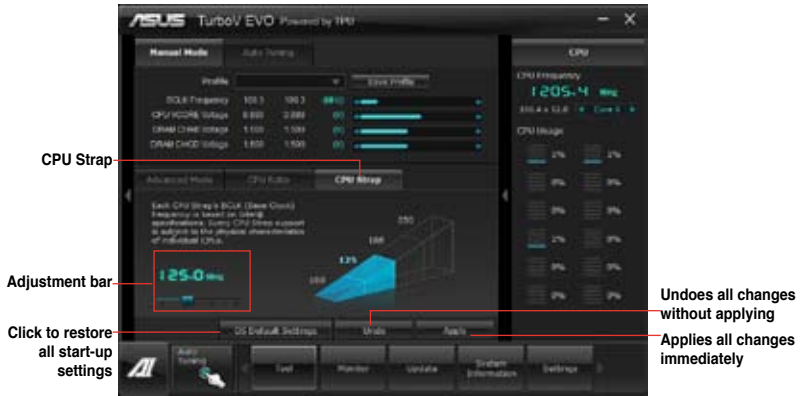 ASUS TurboV EVO Powered by TPU
Manual Mode
Auto Tuning
CPU
Profile
Save Profile
CPU Frequency
1205.4 MHz
BCLK Frequency 100.3 100.3
CPU VCORE Voltage
DRAM CHAB Voltage
DRAM CHCD Voltage
CPU Usage
CPU Strap
Advanced Mode
CPU Ratio
CPU Strap
Each CPU Strap's BCLK (Base Clock)
frequency is based on Intel®
specifications. Every CPU Strap support
is subject to the physical characteristics
of individual CPUs.
250
166
125
100
Adjustment bar
125.0 MHz
Click to restore
all start-up
settings
OS Default Settings
Undo
Apply
Undoes all changes
without applying
Applies all changes
immediately
Auto
Tuning
Tool
Monitor
Update
System
Information
Settings